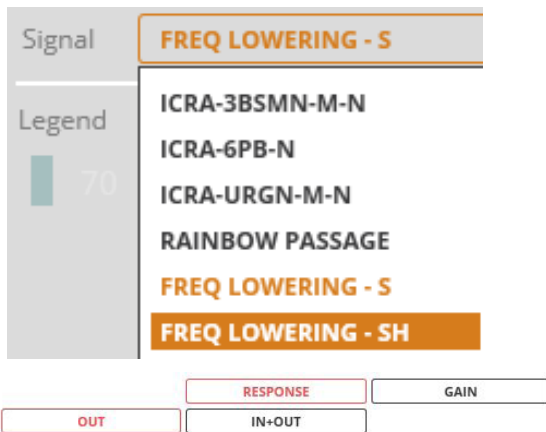 Signal FREQ LOWERING - S
ICRA-3BSMN-M-N
Legend
ICRA-6PB-N
70
ICRA-URGN-M-N
RAINBOW PASSAGE
FREQ LOWERING - S
FREQ LOWERING - SH
RESPONSE GAIN
OUT IN+OUT